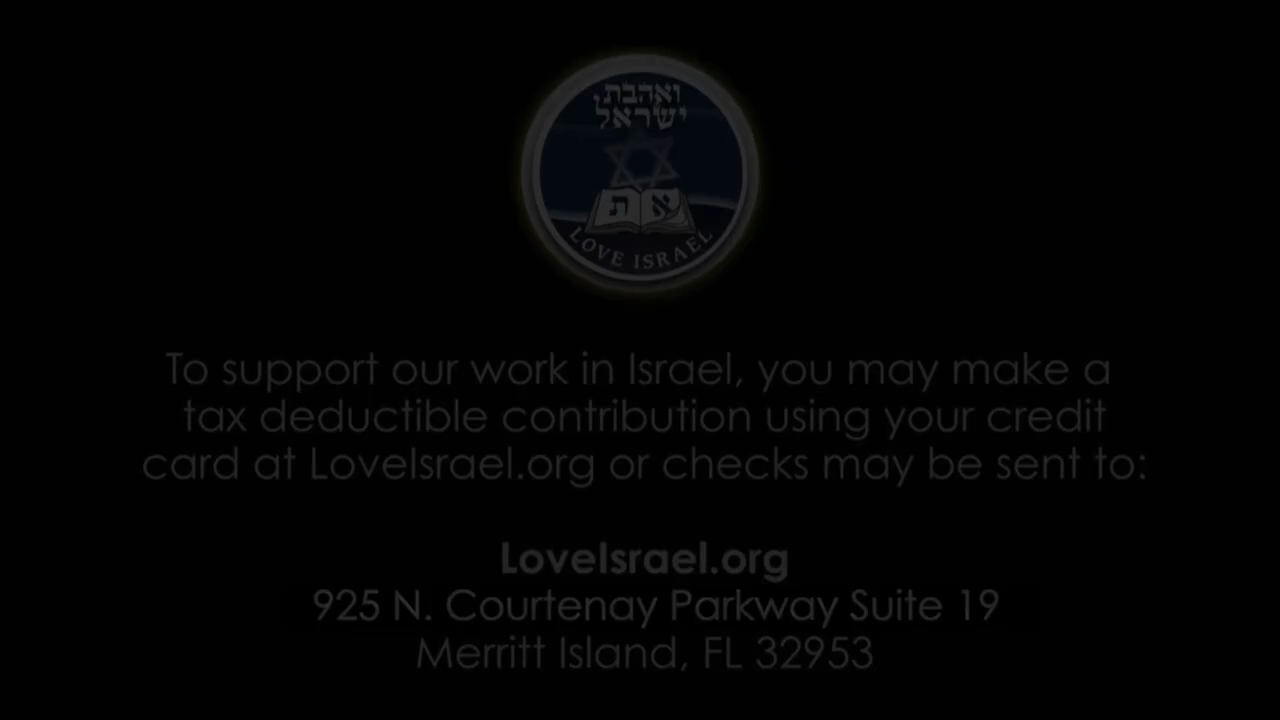 ואהבת
ישראל
ת א
LOVE ISRAEL
To support our work in Israel, you may make a
tax deductible contribution using your credit
card at LoveIsrael.org or checks may be sent to:
LoveIsrael.org
925 N. Courtenay Parkway Suite 19
Merritt Island, FL 32953